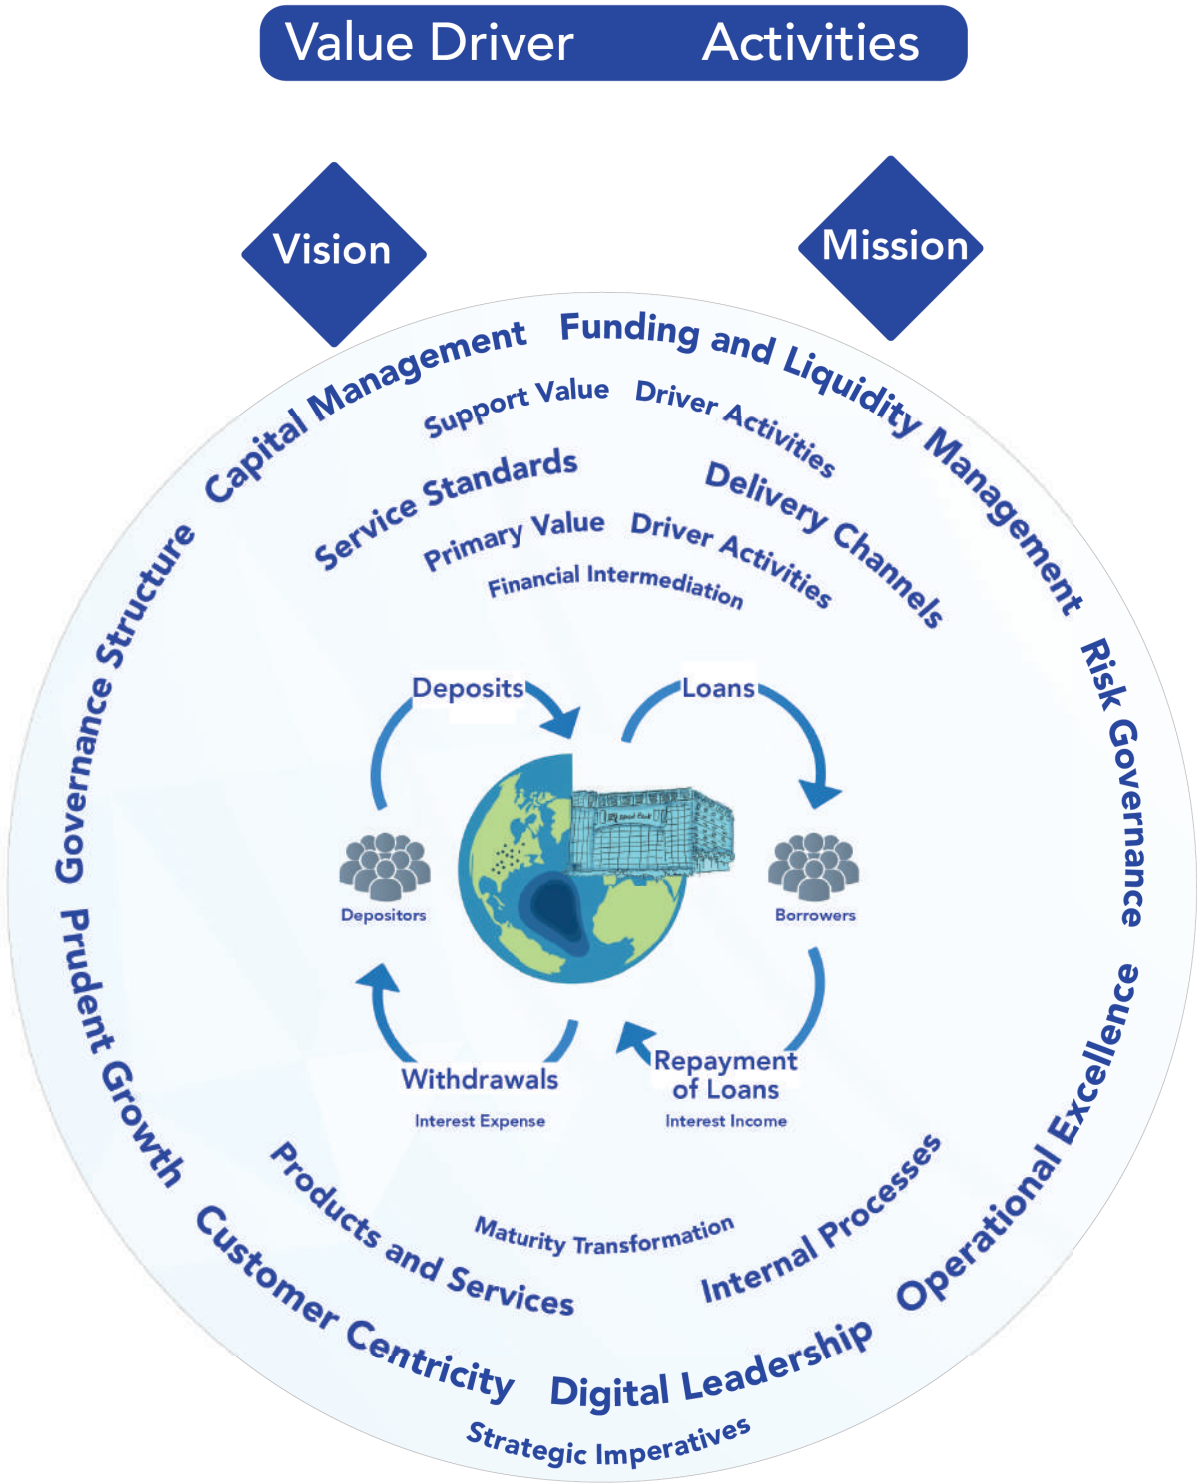 Value Driver Activities
Vision
Mission
Capital Management
Funding and Liquidity Management
Support Value Driver Activities
Service Standards
Delivery Channels
Primary Value Driver Activities
Financial Intermediation
Governance Structure
Risk Governance
Deposits
Loans
Depositors
Borrowers
Withdrawals
Interest Expense
Repayment
of Loans
Interest Income
Prudent Growth
Operational Excellence
Products and Services
Maturity Transformation
Internal Processes
Customer Centricity
Digital Leadership
Strategic Imperatives